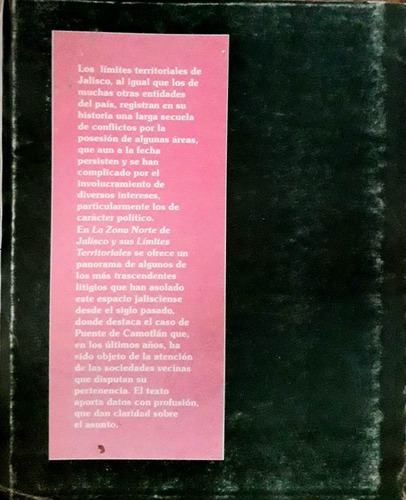 Los límites territoriales de
Jalisco, al igual que los de
muchas otras entidades
del país, registran en su
historia una larga secuela
de conflictos por la
posesión de algunas áreas,
que aun a la fecha
persisten y se han
complicado por el
involucramiento de
diversos intereses,
particularmente los de
carácter político.
En La Zona Norte de
Jalisco y sus Límites
Territoriales se ofrece un
panorama de algunos de
los más trascendentes
litigios que han asolado
este espacio jalisciense
desde el siglo pasado,
donde destaca el caso de
Puente de Camotlán que,
en los últimos años, ha
sido objeto de la atención
de las sociedades vecinas
que disputan su
pertenencia. El texto
aporta datos con profusión,
que dan claridad sobre
el asunto.